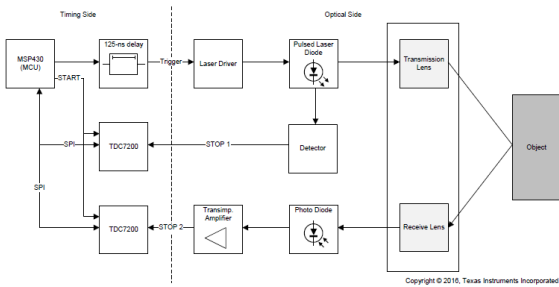 Timing Side
Optical Side
MSP430
(MCU)
START
125-ns delay
Trigger
Laser Driver
Pulsed Laser
Diode
Transmission
Lens
Object
Detector
STOP 1
TDC7200
SPI
SPI
TDC7200
STOP 2
Transimp.
Amplifier
Photo Diode
Receive Lens
Copyright © 2016, Texas Instruments Incorporated